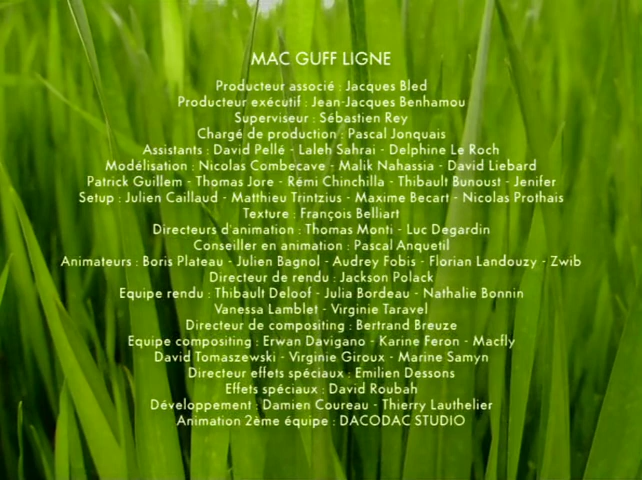 MAC GUFF LIGNE
Producteur associé : Jacques Bled
Producteur exécutif : Jean-Jacques Benhamou
Superviseur : Sébastien Rey
Chargé de production : Pascal Jonquais
Assistants : David Pellé - Laleh Sahrai - Delphine Le Roch
Modélisation : Nicolas Combecave - Malik Nahassia - David Liebard
Patrick Guillem - Thomas Jore - Rémi Chinchilla - Thibault Bunoust - Jenifer
Setup : Julien Caillaud - Matthieu Trintzius - Maxime Becart - Nicolas Prothais
Texture : François Belliart
Directeurs d'animation : Thomas Monti - Luc Degardin
Conseiller en animation : Pascal Anquetil
Animateurs : Boris Plateau - Julien Bagnol - Audrey Fobis - Florian Landouzy - Zwib
Directeur de rendu : Jackson Polack
Equipe rendu : Thibault Deloof - Julia Bordeau - Nathalie Bonnin
Vanessa Lamblet - Virginie Taravel
Directeur de compositing : Bertrand Breuze
Equipe compositing : Erwan Davigano - Karine Feron - Macfly
David Tomaszewski - Virginie Giroux - Marine Samyn
Directeur effets spéciaux : Emilien Dessons
Effets spéciaux : David Roubah
Développement : Damien Coureau - Thierry Lauthelier
Animation 2ème équipe : DACODAC STUDIO